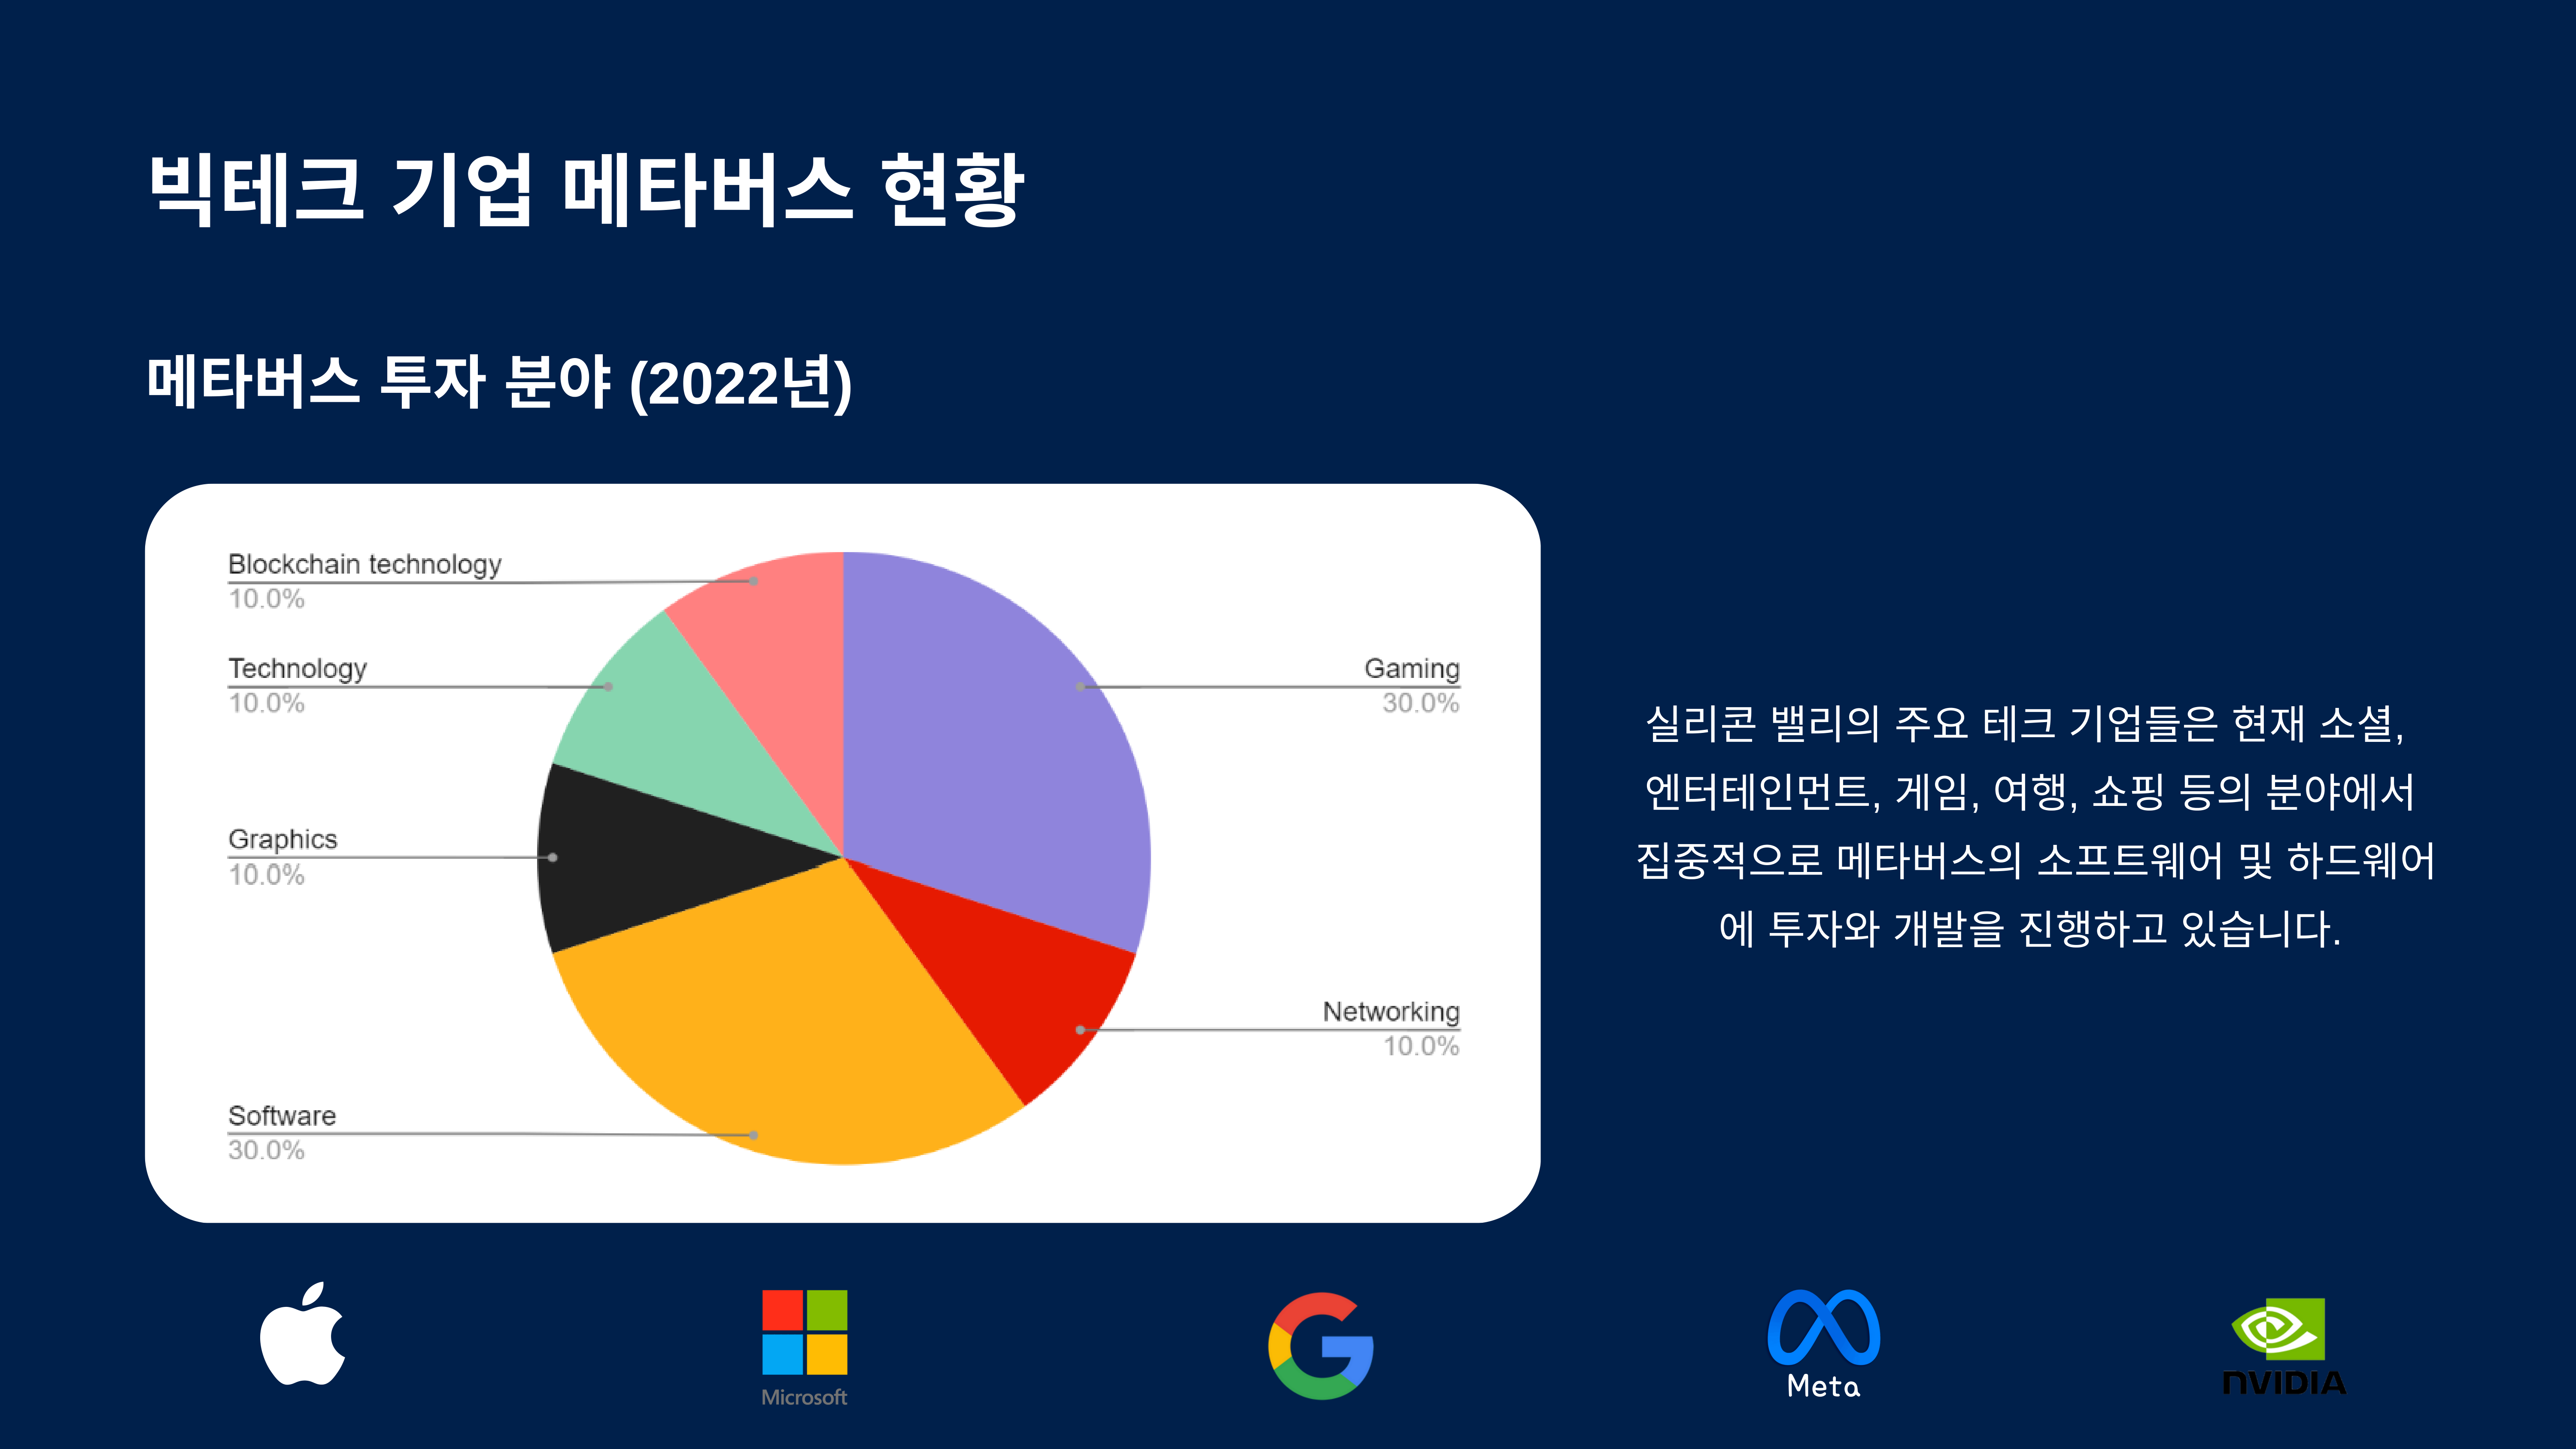 빅테크 기업 메타버스 현황
메타버스 투자 분야 (2022년)
Blockchain technology
10.0%
Technology
10.0%
Graphics
10.0%
Software
30.0%
Gaming
30.0%
Networking
10.0%
실리콘 밸리의 주요 테크 기업들은 현재 소셜,
엔터테인먼트, 게임, 여행, 쇼핑 등의 분야에서
집중적으로 메타버스의 소프트웨어 및 하드웨어
에 투자와 개발을 진행하고 있습니다.
Microsoft
Meta
NVIDIA